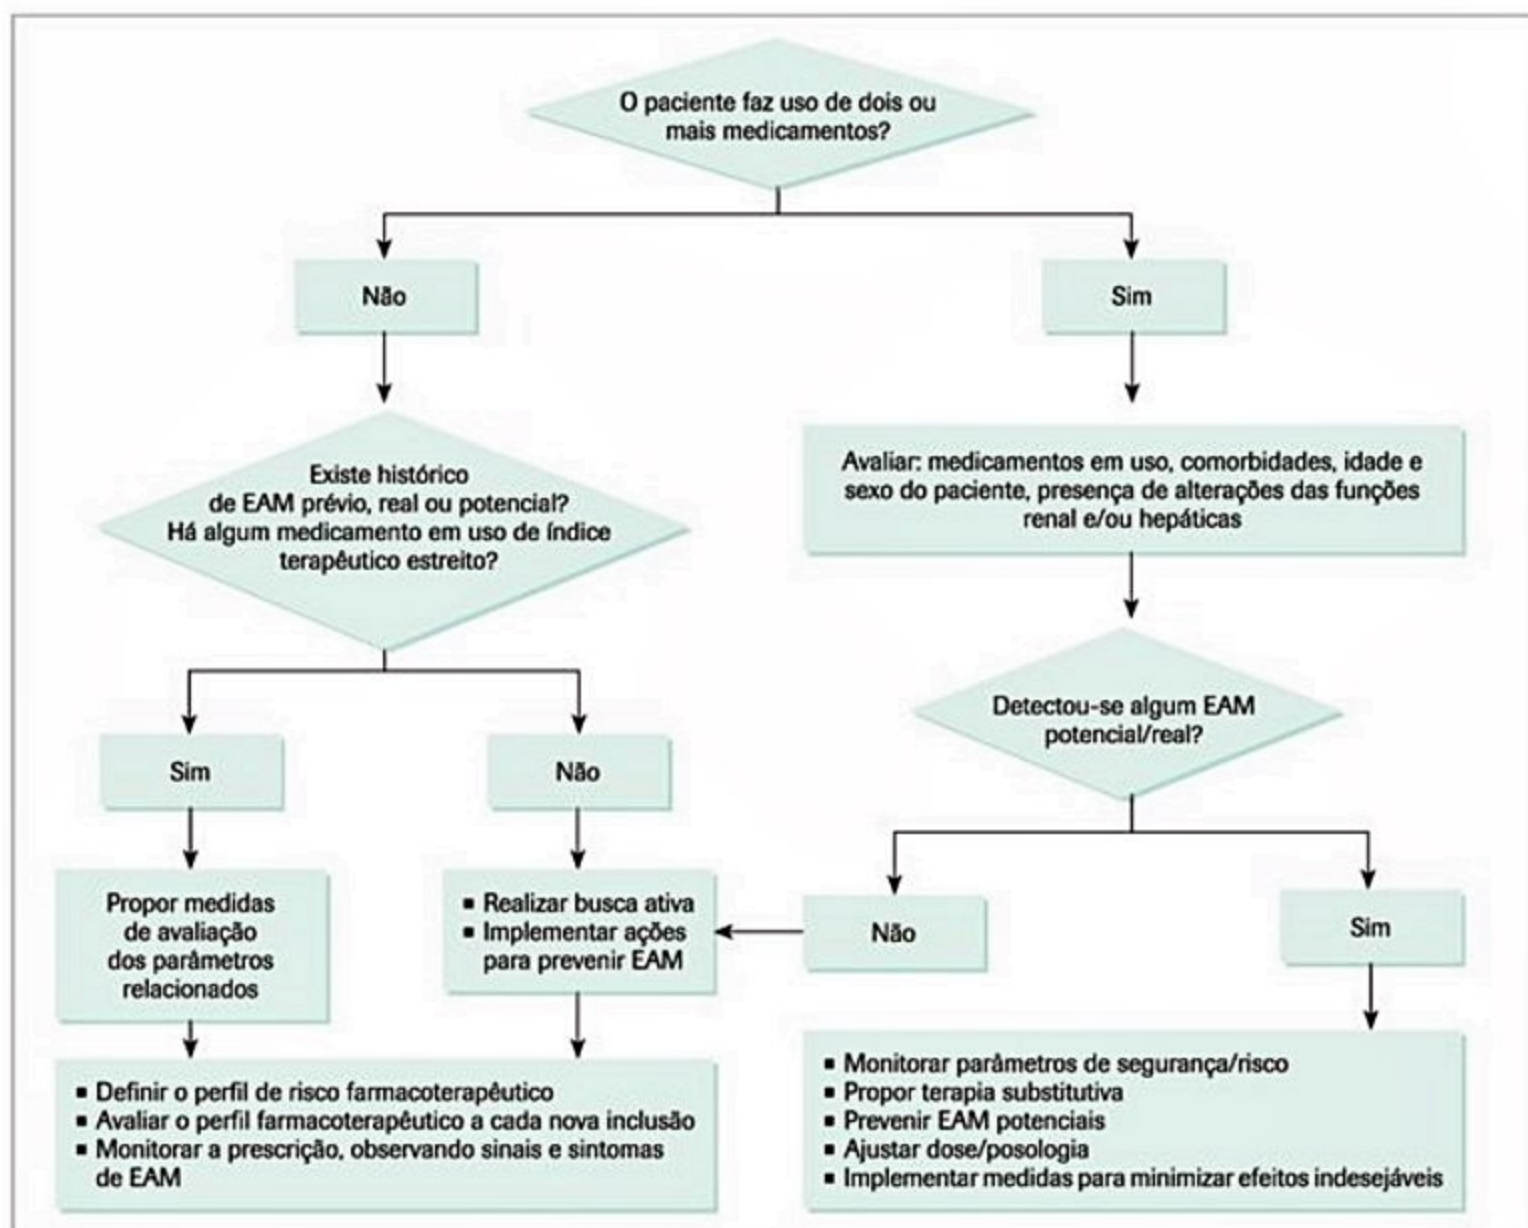 O paciente faz uso de dois ou
mais medicamentos?
Não
Sim
Existe histórico
de EAM prévio, real ou potencial?
Há algum medicamento em uso de índice
terapêutico estreito?
Avaliar: medicamentos em uso, comorbidades, idade e
sexo do paciente, presença de alterações das funções
renal e/ou hepáticas
Detectou-se algum EAM
potencial/real?
Sim
Não
Propor medidas
de avaliação
dos parâmetros
relacionados
▪ Realizar busca ativa
▪ Implementar ações
para prevenir EAM
Não
Sim
▪ Definir o perfil de risco farmacoterapêutico
▪ Avaliar o perfil farmacoterapêutico a cada nova inclusão
▪ Monitorar a prescrição, observando sinais e sintomas
de EAM
▪ Monitorar parâmetros de segurança/risco
▪ Propor terapia substitutiva
▪ Prevenir EAM potenciais
▪ Ajustar dose/posologia
▪ Implementar medidas para minimizar efeitos indesejáveis